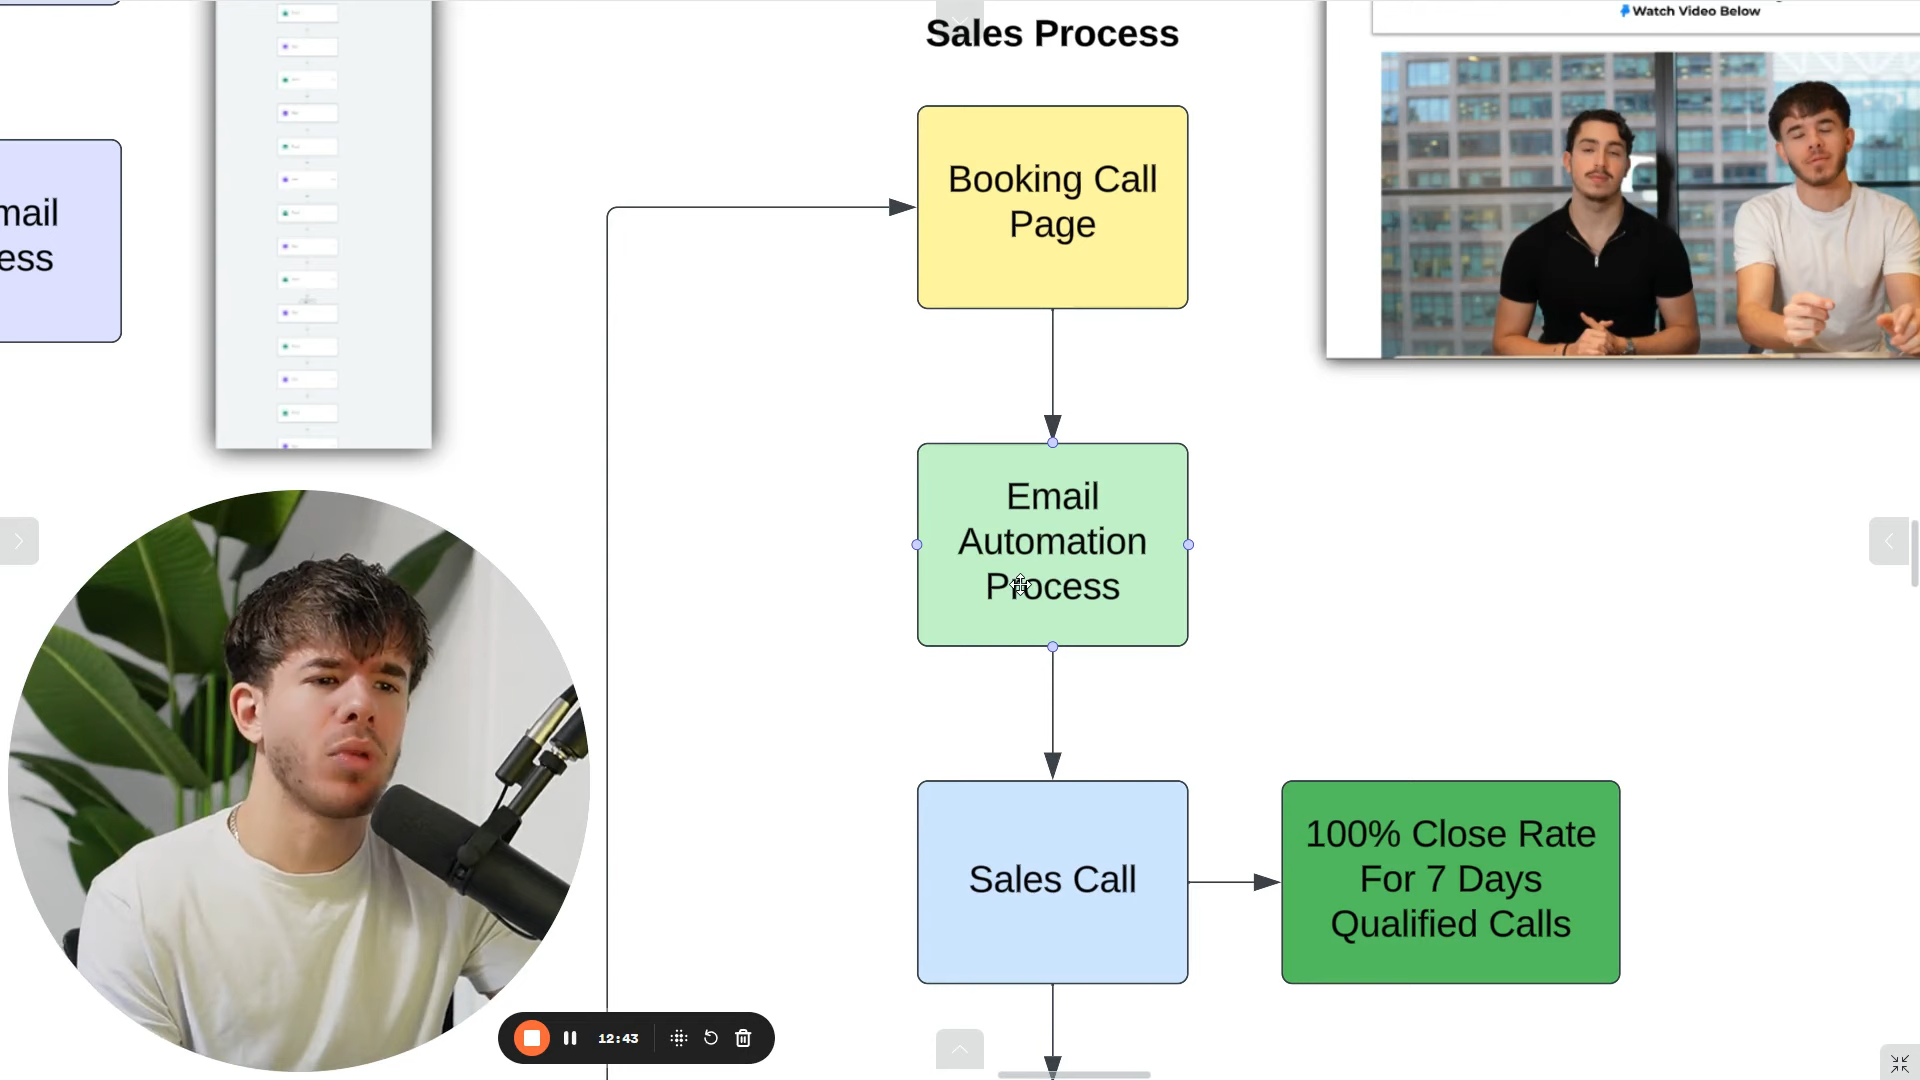 Sales Process
Watch Video Below
Booking Call
Page
mail
ess
Email
Automation
Process
Sales Call
100% Close Rate
For 7 Days
Qualified Calls
12:43